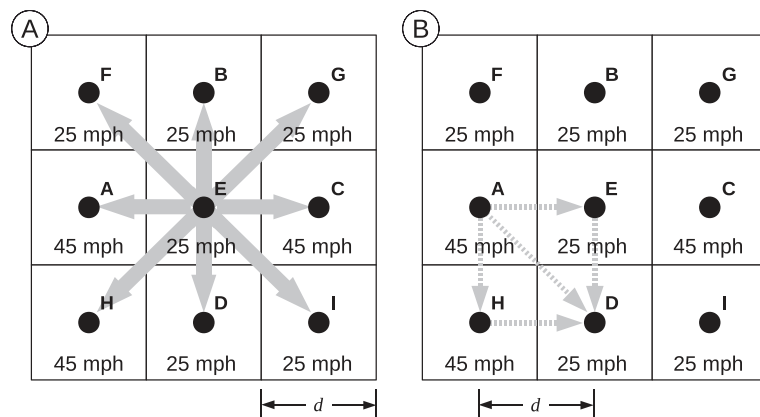 A B
F B G F B G
25 mph 25 mph 25 mph 25 mph 25 mph 25 mph
A E C A E C
45 mph 25 mph 45 mph 45 mph 25 mph 45 mph
H D I H D I
45 mph 25 mph 25 mph 45 mph 25 mph 25 mph
d d